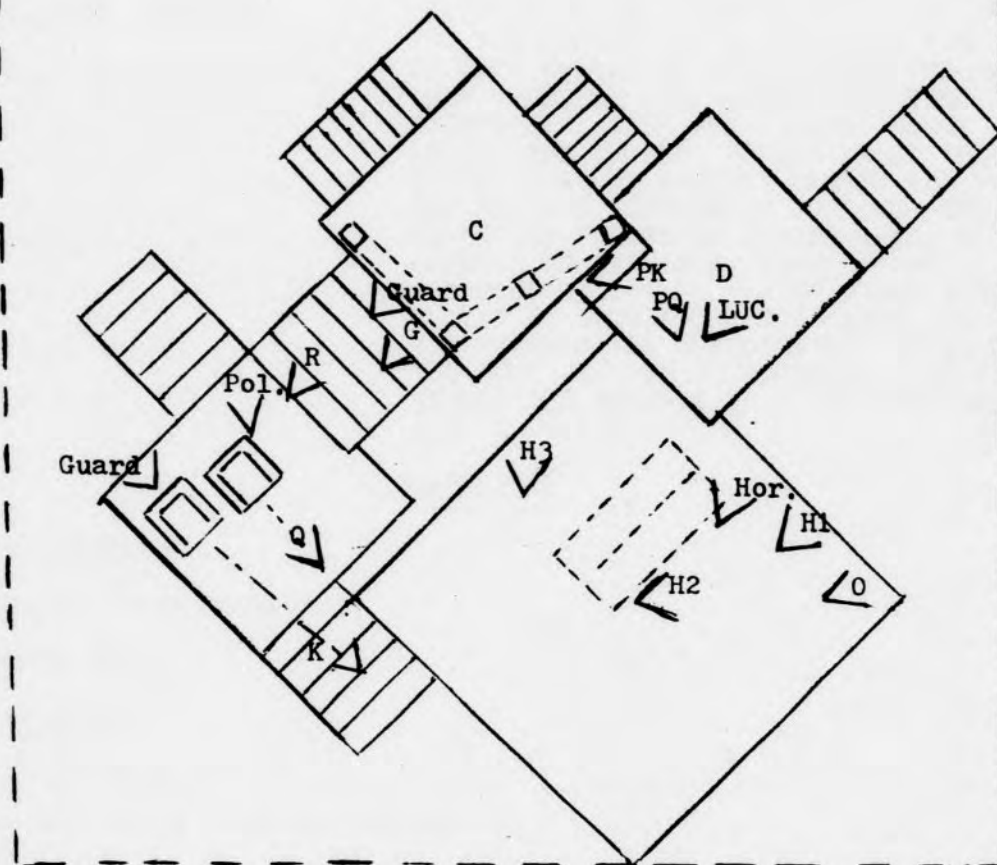 C
PK D
Guard
PQ LUC.
G
R
Pol.
H3
Guard
Hor.
H1
Q
H2 O
K